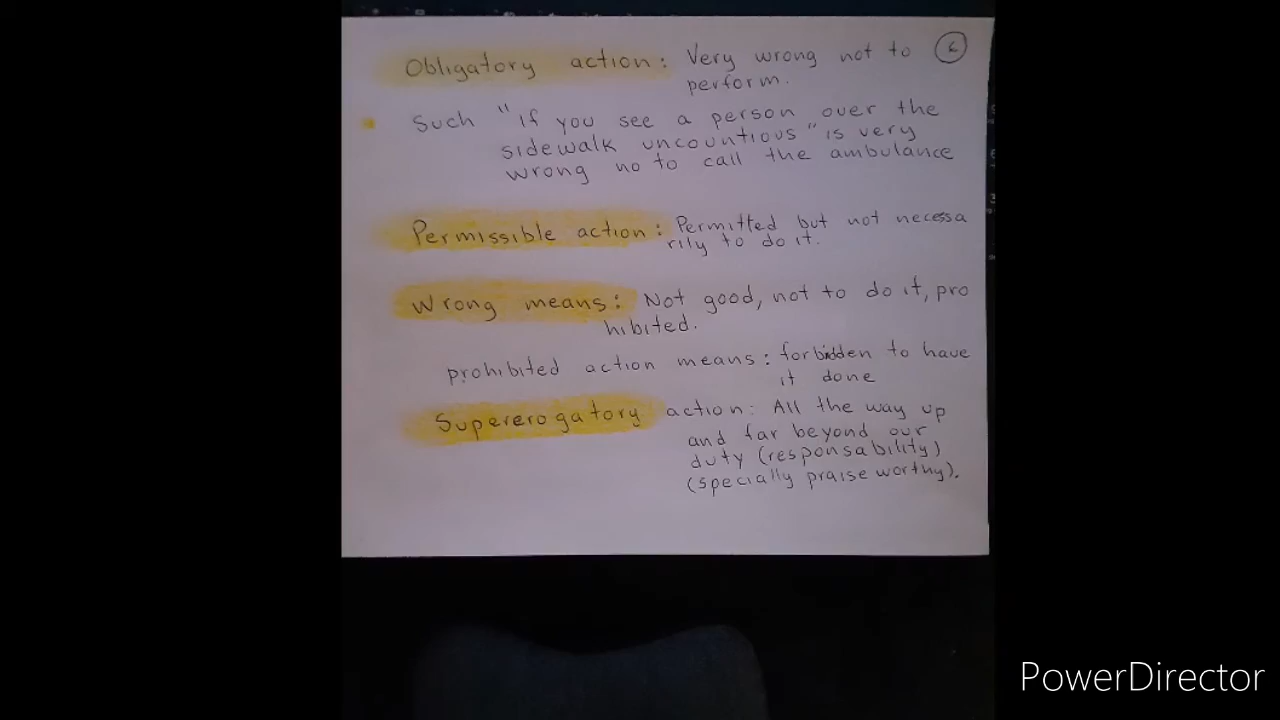 Obligatory action: Very wrong not to 6
perform.
Such "If you see a person over the
sidewalk uncountious" is very
wrong no to call the ambulance
Permissible action: Permitted but not necessa
rily to do it.
Wrong means: Not good, not to do it, pro
hibited.
prohibited action means: forbidden to have
it done
Supererogatory action: All the way up
and far beyond our
duty (responsability)
(specially praise worthy).
PowerDirector